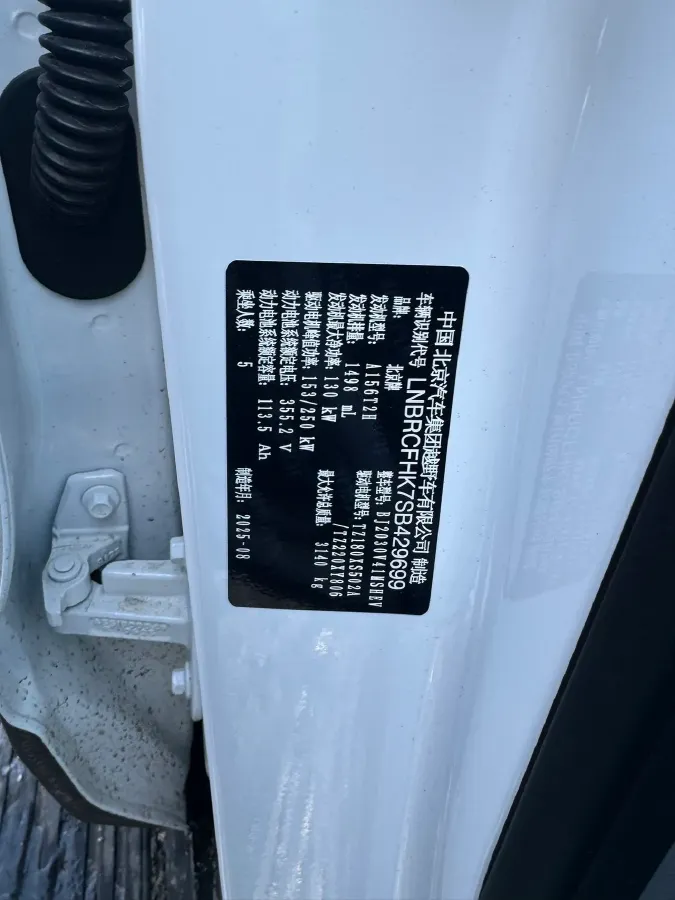 中国北京汽车集团越野车有限公司 制造
车辆识别代号 LNBRCFHK7SB429699
品牌: 北京牌 整车型号: BJ2030V41MSHEV
发动机型号: A156T2H 驱动电机型号: TZ180XS502A
发动机排量: 1498 mL /TZ220XY806
发动机最大净功率: 130 kW 最大允许总质量: 3140 kg
驱动电机峰值功率: 153/250 kW
动力电池系统额定电压: 355.2 V
动力电池系统额定容量: 113.5 Ah
乘坐人数: 5 制造年月: 2025-08